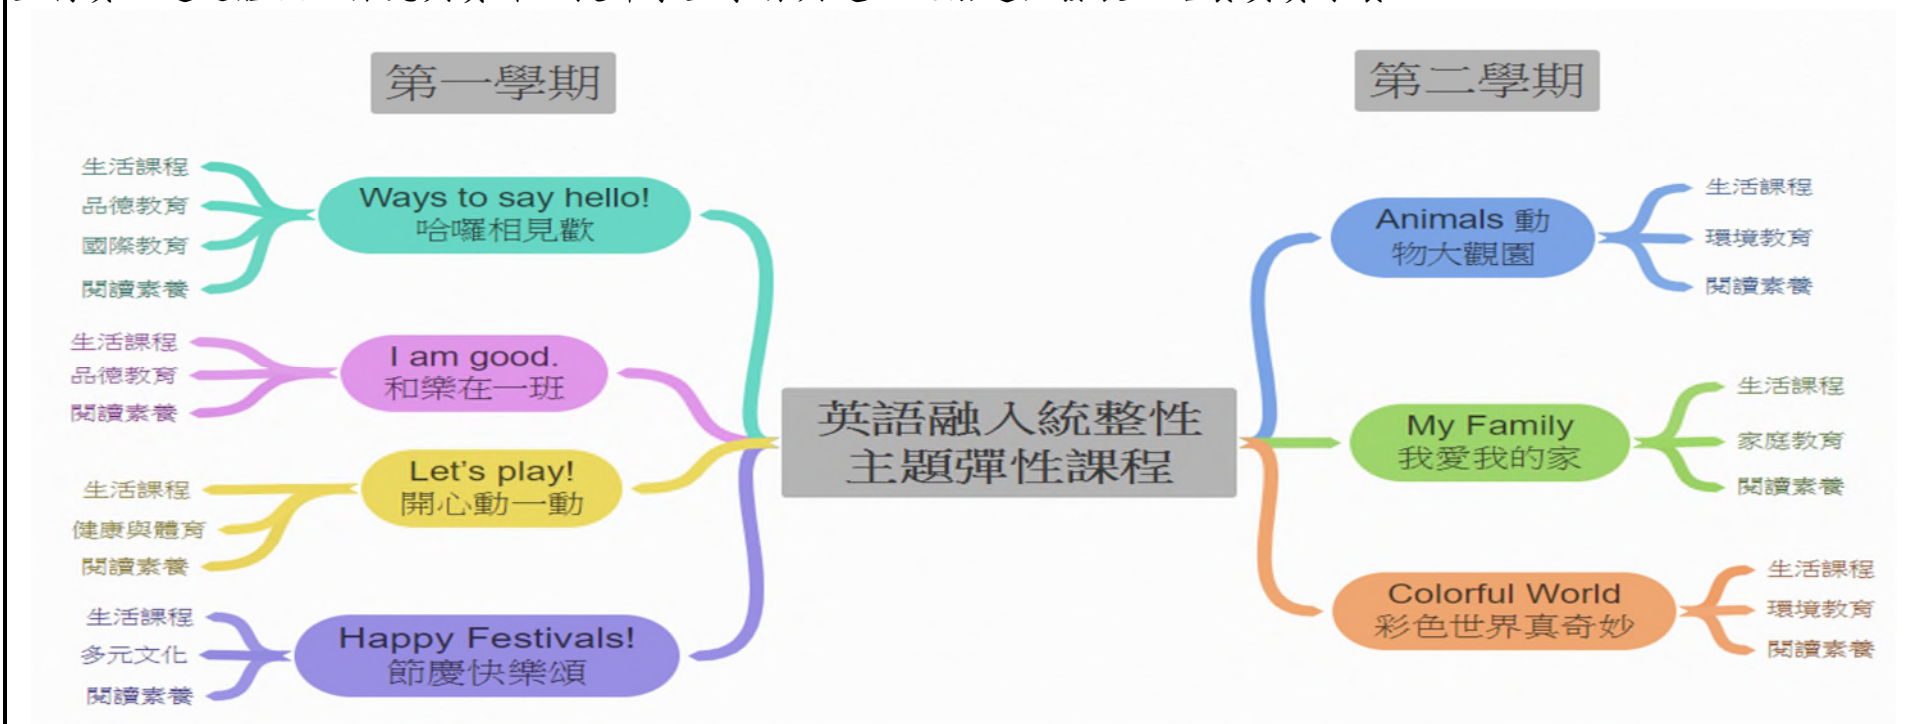 第一學期
生活課程
品德教育
國際教育
閱讀素養
Ways to say hello!
哈囉相見歡
生活課程
品德教育
閱讀素養
I am good.
和樂在一班
生活課程
健康與體育
閱讀素養
Let's play!
開心動一動
生活課程
多元文化
閱讀素養
Happy Festivals!
節慶快樂頌
英語融入統整性
主題彈性課程
第二學期
Animals 動
物大觀園
生活課程
環境教育
閱讀素養
My Family
我愛我的家
生活課程
家庭教育
閱讀素養
Colorful World
彩色世界真奇妙
生活課程
環境教育
閱讀素養